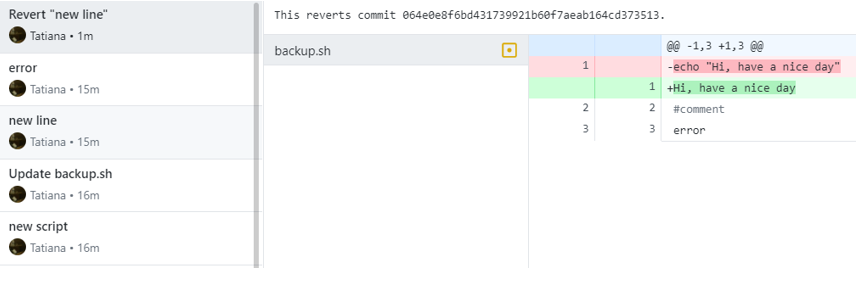 Revert "new line"
Tatiana • 1m
error
Tatiana • 15m
new line
Tatiana • 15m
Update backup.sh
Tatiana • 16m
new script
Tatiana • 16m
This reverts commit 064e0e8f6bd431739921b60f7aeab164cd373513.
backup.sh
@@ -1,3 +1,3 @@
1 -echo "Hi, have a nice day"
1 +Hi, have a nice day
2 2 #comment
3 3 error